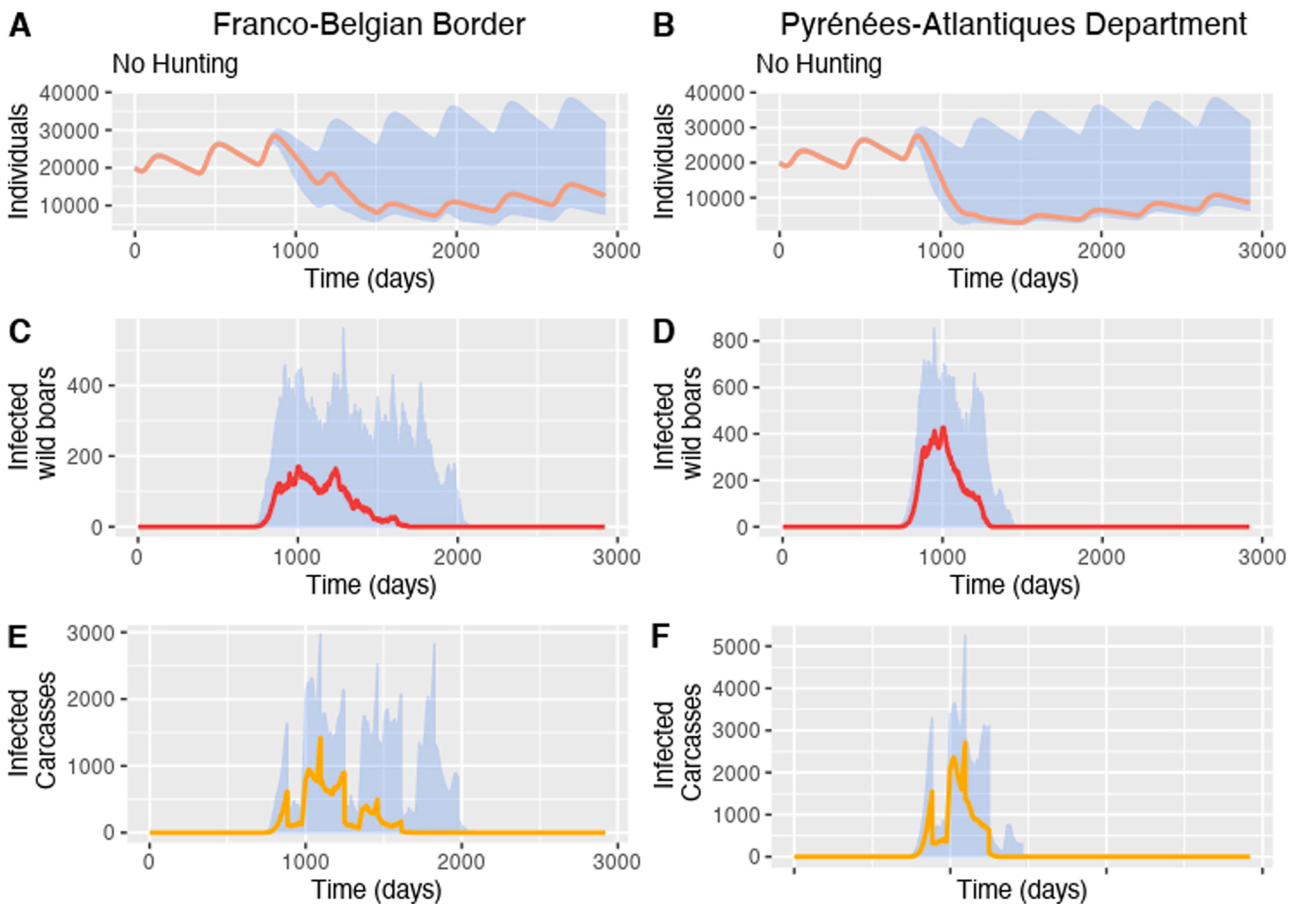 A Franco-Belgian Border
B Pyrénées-Atlantiques Department
No Hunting
No Hunting
Individuals
40000
30000
20000
10000
0 1000 2000 3000
Time (days)
Individuals
40000
30000
20000
10000
0 1000 2000 3000
Time (days)
C
Infected
wild boars
400
200
0
0 1000 2000 3000
Time (days)
D
Infected
wild boars
800
600
400
200
0
0 1000 2000 3000
Time (days)
E
Infected
Carcasses
3000
2000
1000
0
0 1000 2000 3000
Time (days)
F
Infected
Carcasses
5000
4000
3000
2000
1000
0
Time (days)